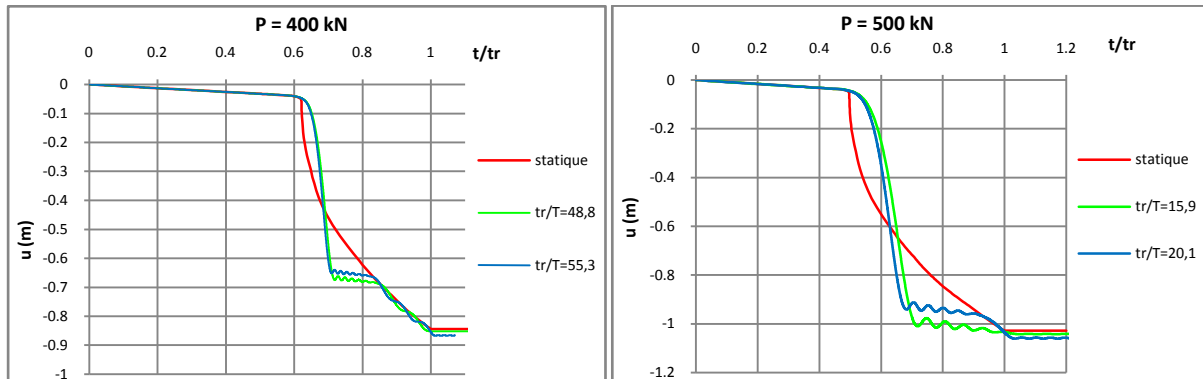 P = 400 kN
0 0.2 0.4 0.6 0.8 1 t/tr
0
-0.1
-0.2
-0.3
-0.4
-0.5
-0.6
-0.7
-0.8
-0.9
-1
u (m)
statique
tr/T=48,8
tr/T=55,3
P = 500 kN
t/tr
0 0.2 0.4 0.6 0.8 1 1.2
0
-0.2
-0.4
-0.6
-0.8
-1
-1.2
u (m)
statique
tr/T=15,9
tr/T=20,1